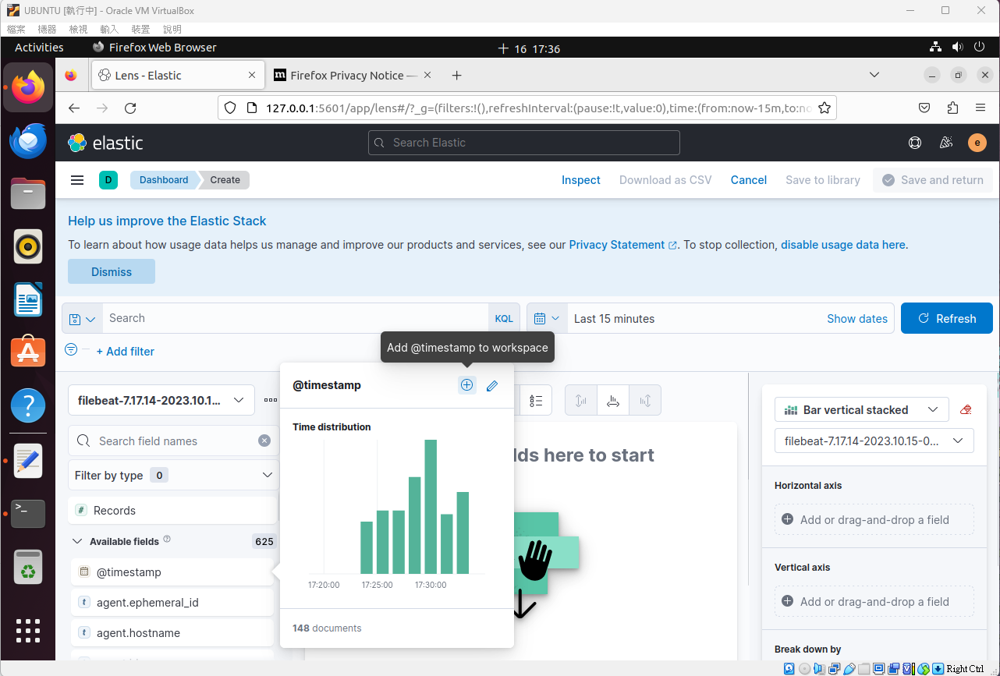 UBUNTU [執行中] - Oracle VM VirtualBox
檔案 機器 檢視 輸入 裝置 說明
Activities Firefox Web Browser 十 16 17:36
Lens - Elastic Firefox Privacy Notice —
127.0.0.1:5601/app/lens#/?_g=(filters:!(),refreshInterval:(pause:!t,value:0),time:(from:now-15m,to:no
elastic Search Elastic e
D Dashboard Create Inspect Download as CSV Cancel Save to library Save and return
Help us improve the Elastic Stack
To learn about how usage data helps us manage and improve our products and services, see our Privacy Statement. To stop collection, disable usage data here.
Dismiss
Search KQL Last 15 minutes Show dates Refresh
+ Add filter
Add @timestamp to workspace
filebeat-7.17.14-2023.10.1...
Search field names
Filter by type 0
# Records
Available fields 625
@timestamp
t agent.ephemeral_id
t agent.hostname
@timestamp
Time distribution
17:20:00 17:25:00 17:30:00
148 documents
lds here to start
Bar vertical stacked
filebeat-7.17.14-2023.10.15-0...
Horizontal axis
Add or drag-and-drop a field
Vertical axis
Add or drag-and-drop a field
Break down by
Right Ctrl